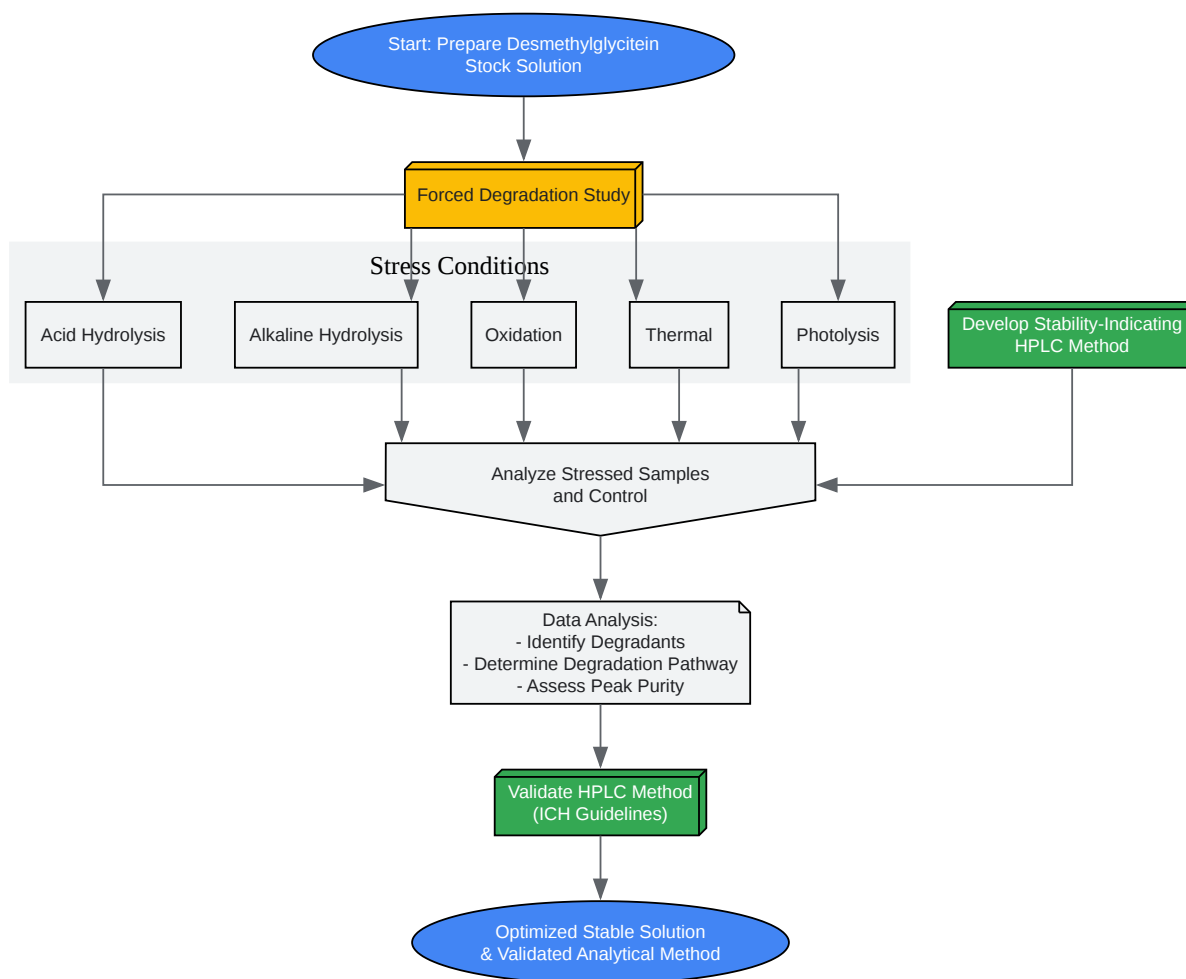 Start: Prepare Desmethylglycitein
Stock Solution
Forced Degradation Study
Stress Conditions
Acid Hydrolysis
Alkaline Hydrolysis
Oxidation
Thermal
Photolysis
Develop Stability-Indicating
HPLC Method
Analyze Stressed Samples
and Control
Data Analysis:
- Identify Degradants
- Determine Degradation Pathway
- Assess Peak Purity
Validate HPLC Method
(ICH Guidelines)
Optimized Stable Solution
& Validated Analytical Method